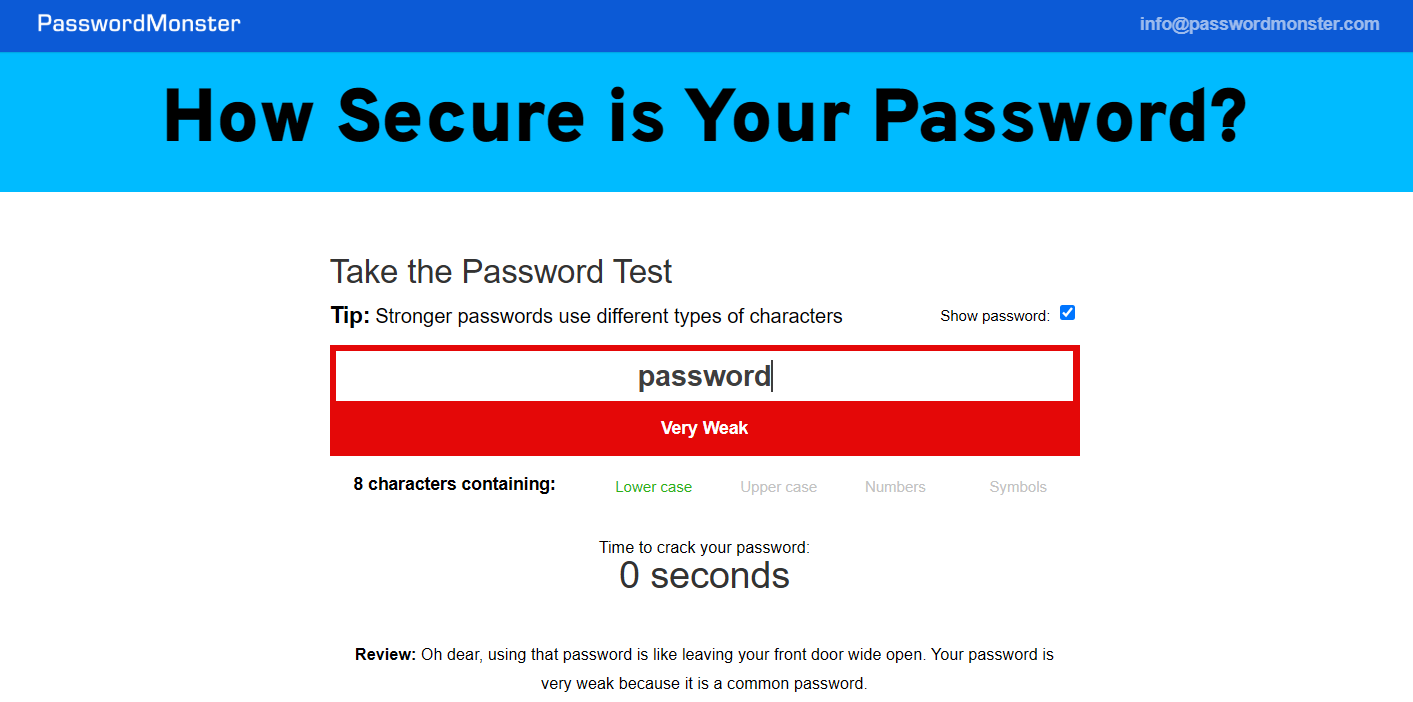 PasswordMonster
info@passwordmonster.com
How Secure is Your Password?
Take the Password Test
Tip: Stronger passwords use different types of characters
Show password:
password
Very Weak
8 characters containing:
Lower case
Upper case
Numbers
Symbols
Time to crack your password:
0 seconds
Review: Oh dear, using that password is like leaving your front door wide open. Your password is
very weak because it is a common password.